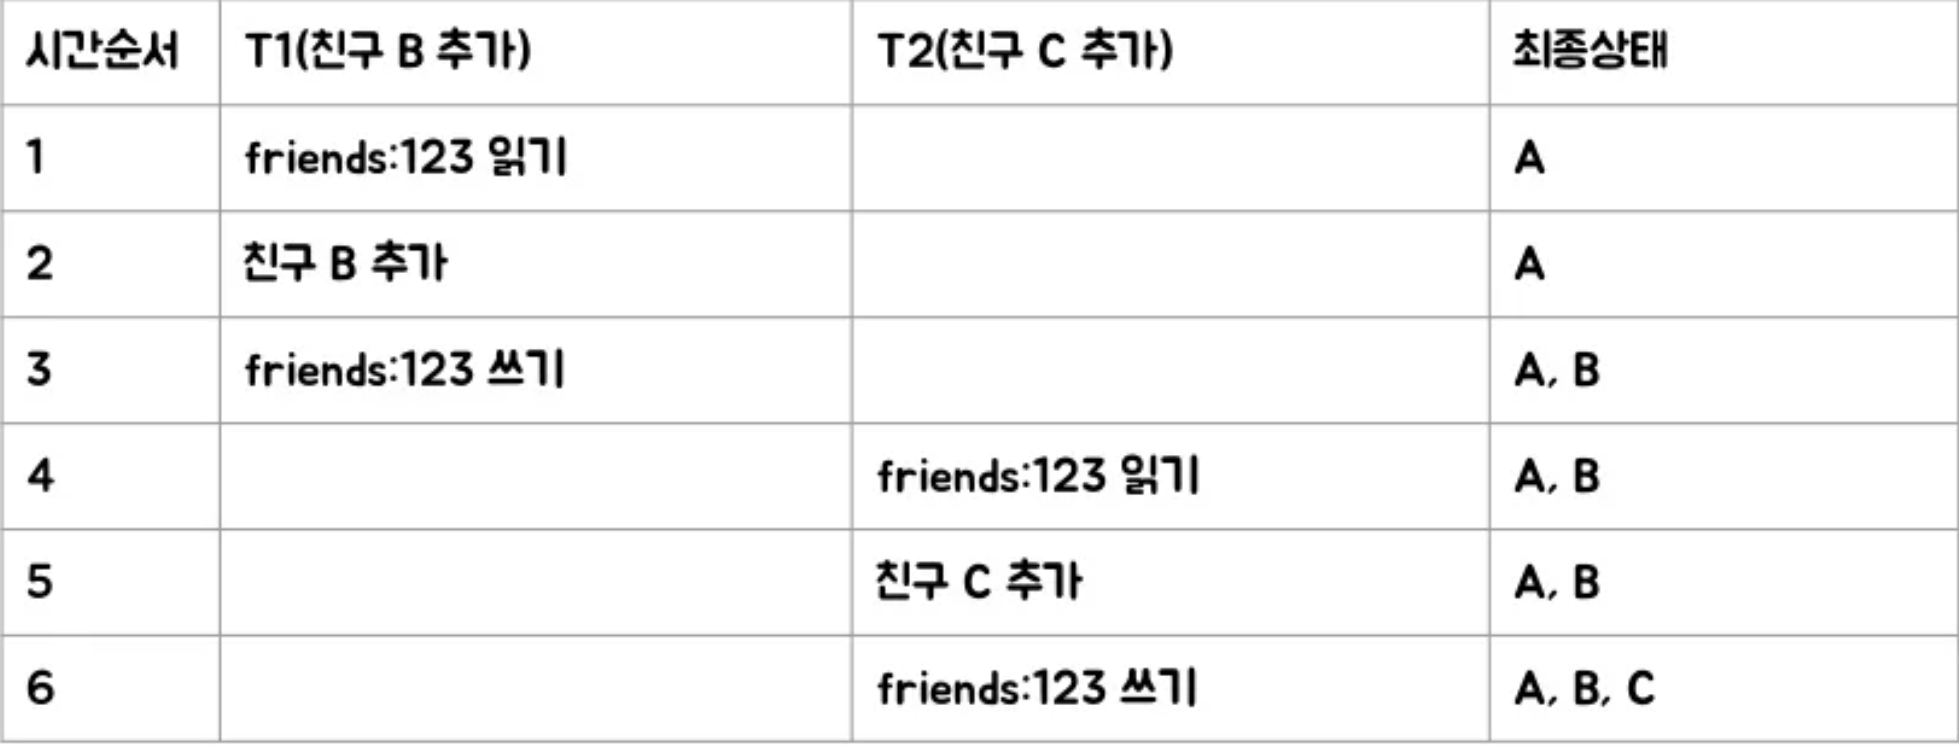 시간순서 T1(친구 B 추가) T2(친구 C 추가) 최종상태
1 friends:123 읽기 A
2 친구 B 추가 A
3 friends:123 쓰기 A, B
4 friends:123 읽기 A, B
5 친구 C 추가 A, B
6 friends:123 쓰기 A, B, C